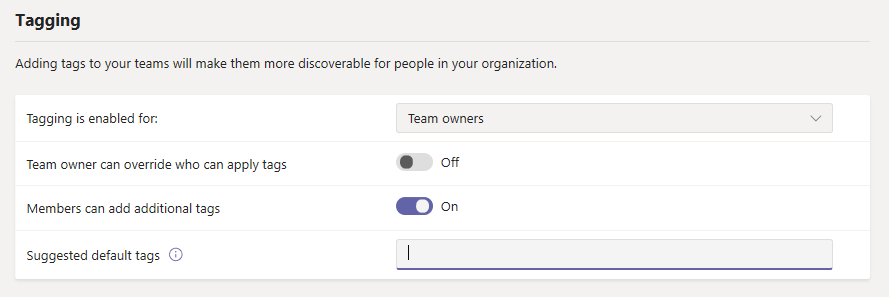 Tagging
Adding tags to your teams will make them more discoverable for people in your organization.
Tagging is enabled for:
Team owners
Team owner can override who can apply tags
Off
Members can add additional tags
On
Suggested default tags